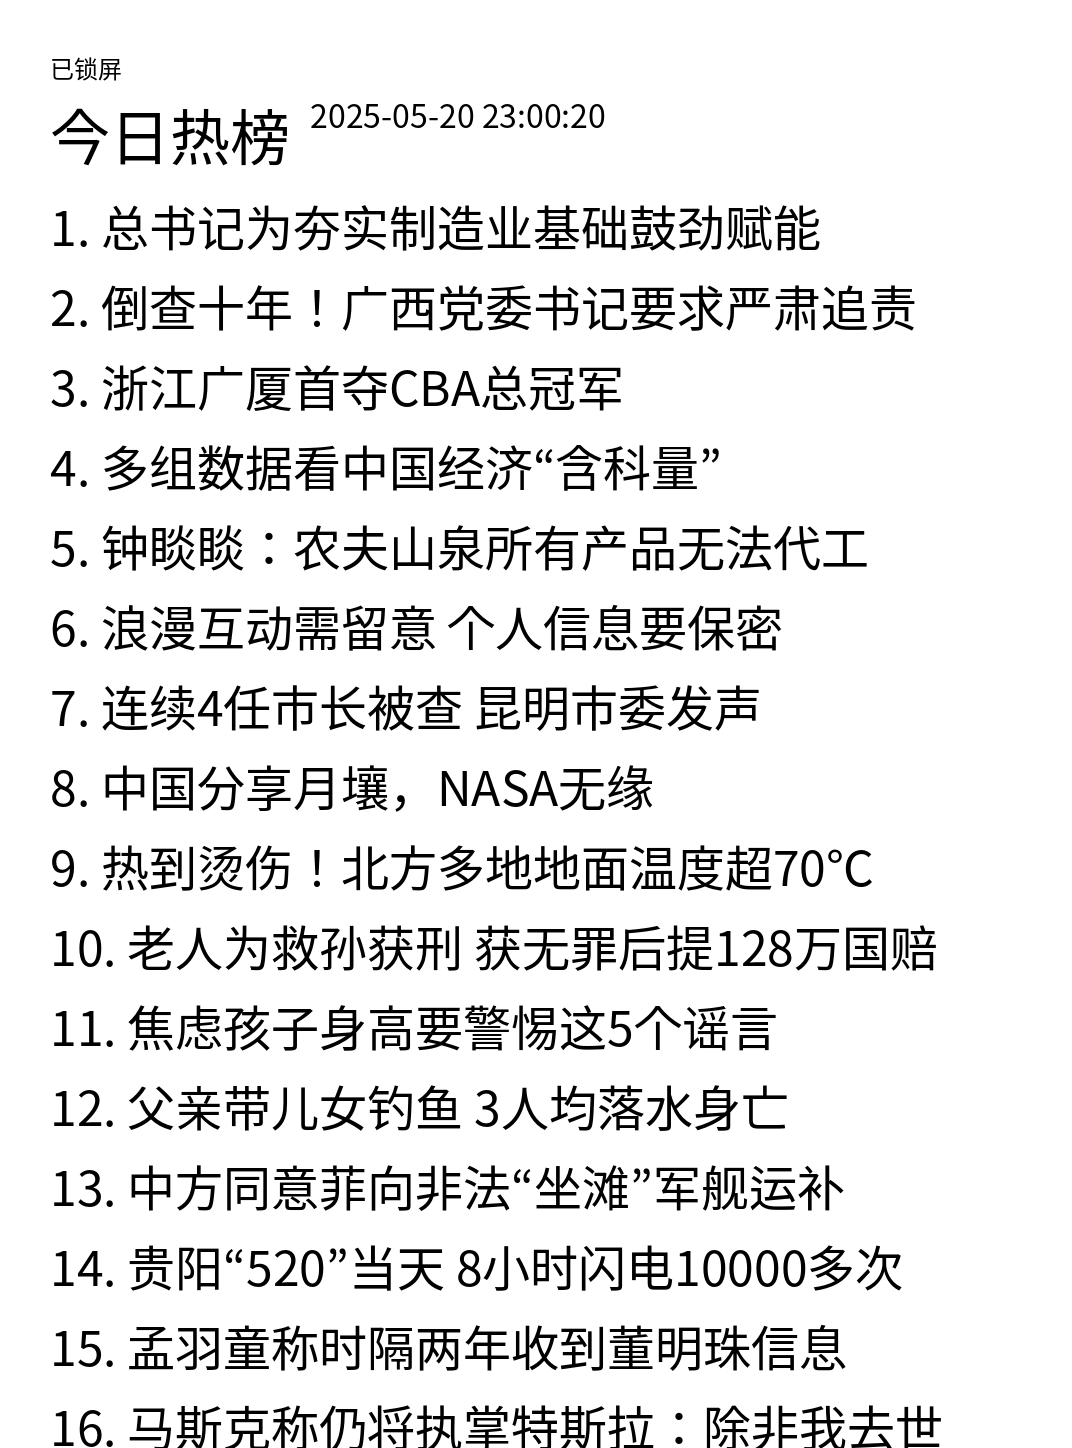 已锁屏
今日热榜 2025-05-20 23:00:20
1. 总书记为夯实制造业基础鼓劲赋能
2. 倒查十年！广西党委书记要求严肃追责
3. 浙江广厦首夺CBA总冠军
4. 多组数据看中国经济“含科量”
5. 钟睒睒：农夫山泉所有产品无法代工
6. 浪漫互动需留意 个人信息要保密
7. 连续4任市长被查 昆明市委发声
8. 中国分享月壤，NASA无缘
9. 热到烫伤！北方多地地面温度超70℃
10. 老人为救孙获刑 获无罪后提128万国赔
11. 焦虑孩子身高要警惕这5个谣言
12. 父亲带儿女钓鱼 3人均落水身亡
13. 中方同意菲向非法“坐滩”军舰运补
14. 贵阳“520”当天 8小时闪电10000多次
15. 孟羽童称时隔两年收到董明珠信息
16. 马斯克称仍将执掌特斯拉：除非我去世